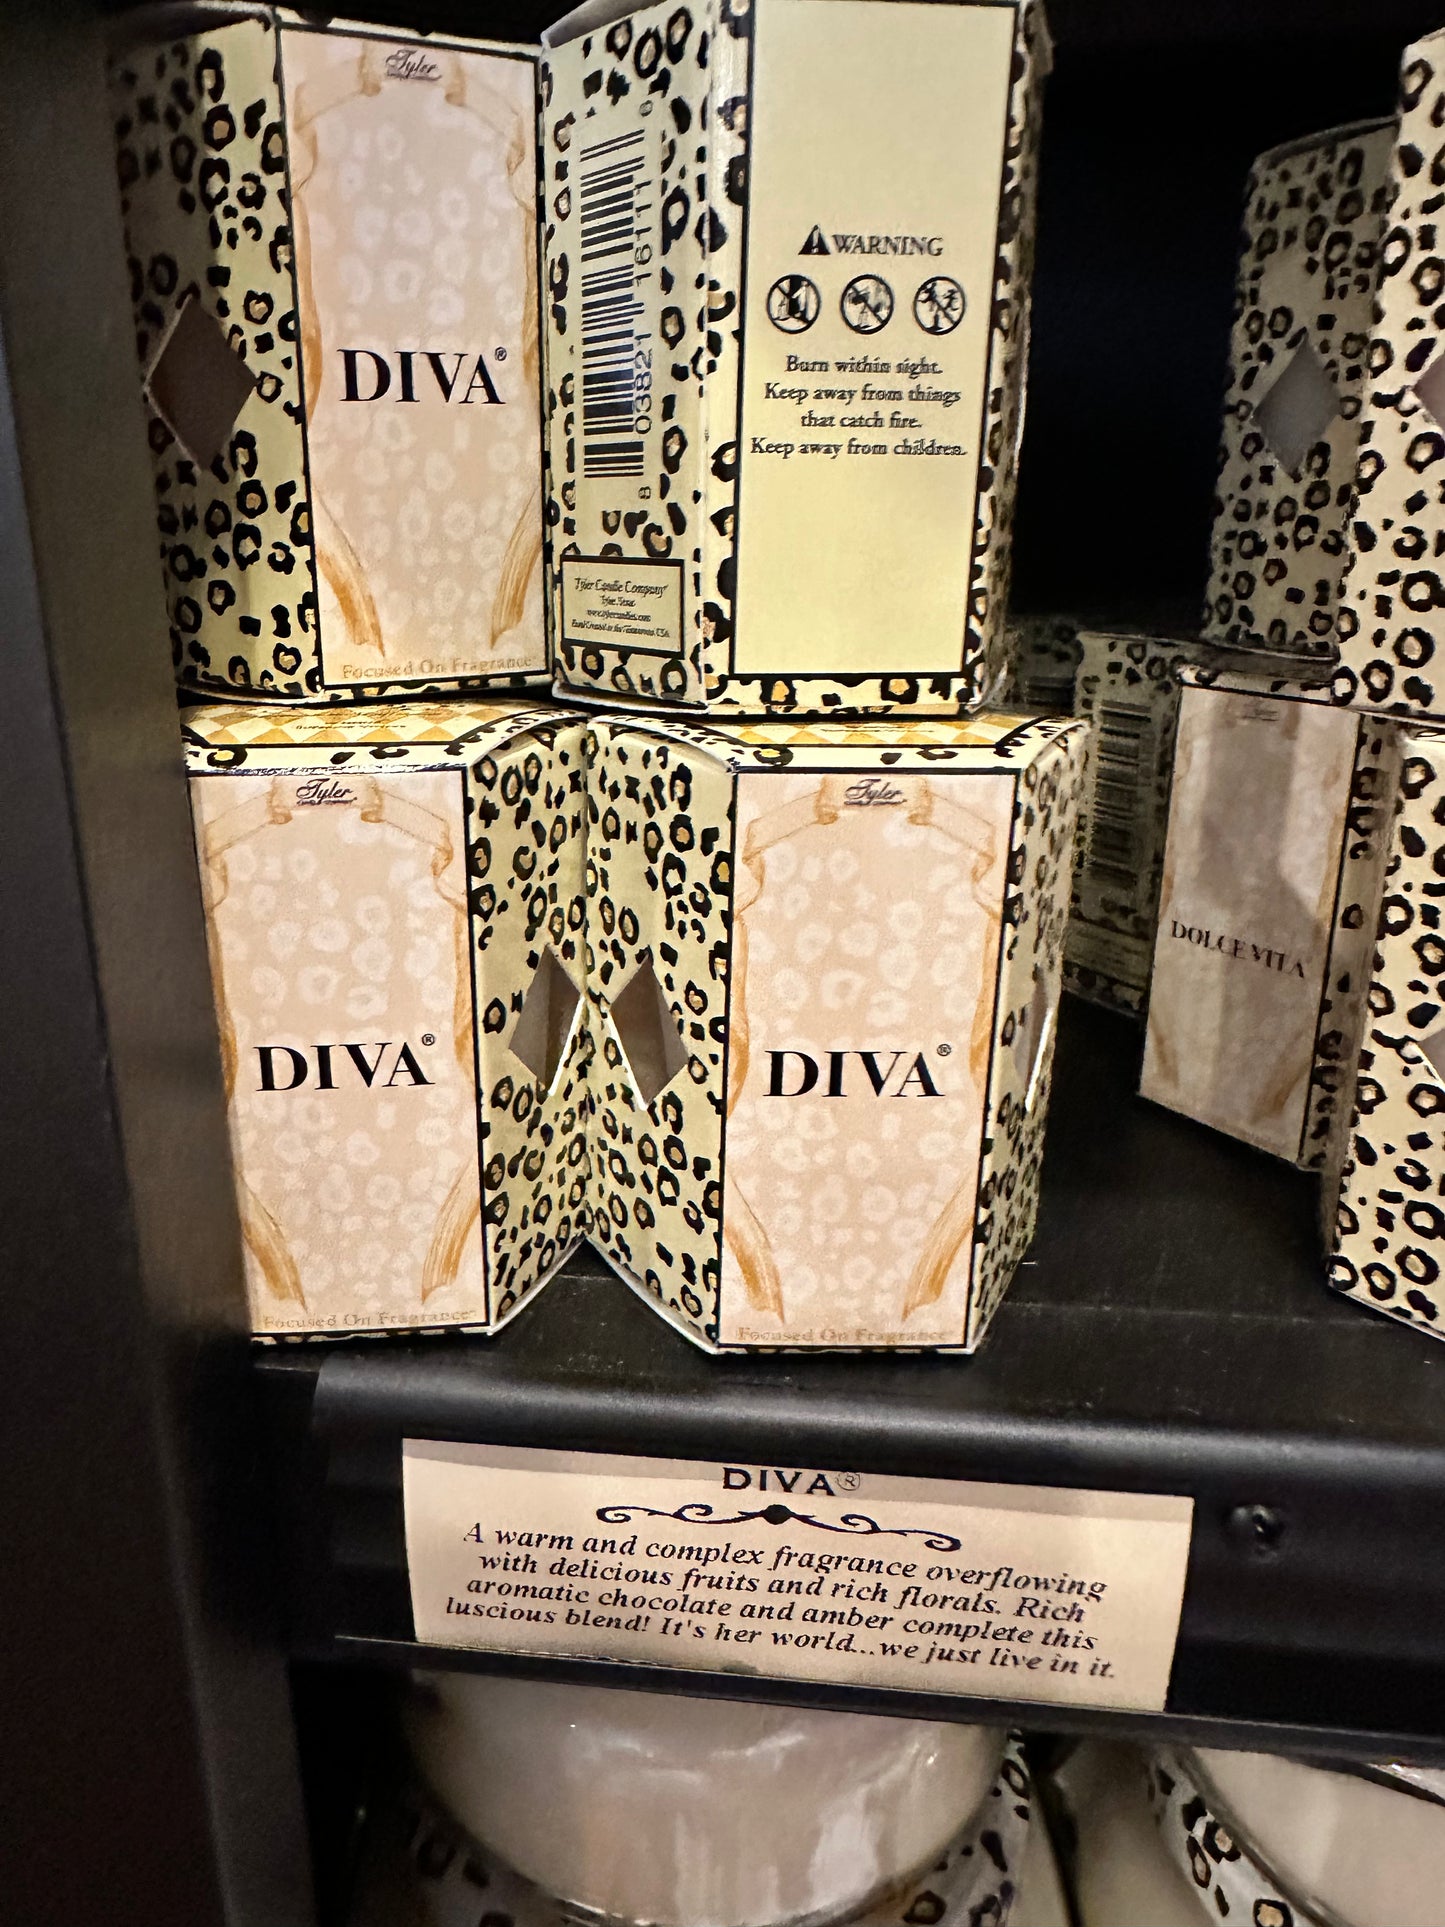 Tyler
DIVA®
Focused On Fragrance
8 03821 16111
Tyler Candle Company
WARNING
Burn within sight.
Keep away from things
that catch fire.
Keep away from children.
Tyler
DIVA®
Focused On Fragrance
Tyler
DIVA®
Focused On Fragrance
DOLCE VITA
DIVA®
A warm and complex fragrance overflowing
with delicious fruits and rich florals. Rich
aromatic chocolate and amber complete this
luscious blend! It's her world...we just live in it.